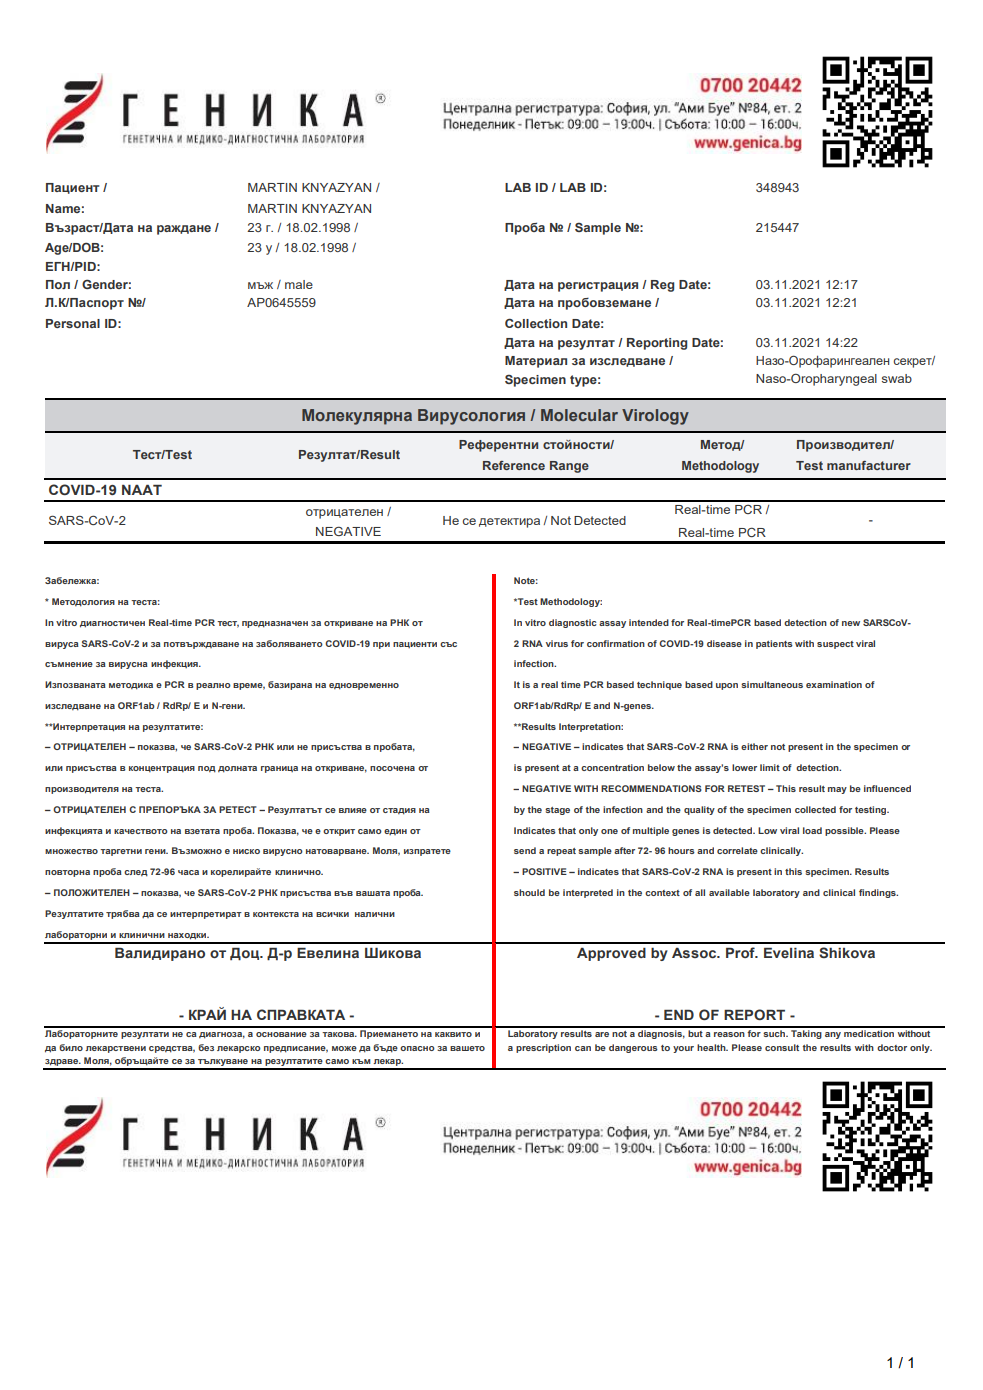 ГЕНИКА®
ГЕНЕТИЧНА И МЕДИКО-ДИАГНОСТИЧНА ЛАБОРАТОРИЯ
0700 20442
Централна регистратура: София, ул. "Ами Буе" №84, ет. 2
Понеделник - Петък: 09:00 – 19:00ч. | Събота: 10:00 – 16:00ч.
www.genica.bg
Пациент / MARTIN KNYAZYAN / LAB ID / LAB ID: 348943
Name: MARTIN KNYAZYAN
Възраст/Дата на раждане / 23 г. / 18.02.1998 / Проба № / Sample №: 215447
Age/DOB: 23 y / 18.02.1998 /
ЕГН/PID:
Пол / Gender: мъж / male Дата на регистрация / Reg Date: 03.11.2021 12:17
Л.К/Паспорт №/ AP0645559 Дата на пробовземане / 03.11.2021 12:21
Personal ID: Collection Date:
Дата на резултат / Reporting Date: 03.11.2021 14:22
Материал за изследване / Назо-Орофарингеален секрет/
Specimen type: Naso-Oropharyngeal swab
Молекулярна Вирусология / Molecular Virology
Тест/Test Резултат/Result Референтни стойности/ Reference Range Метод/ Methodology Производител/ Test manufacturer
COVID-19 NAAT
SARS-CoV-2 отрицателен / NEGATIVE Не се детектира / Not Detected Real-time PCR / Real-time PCR -
Забележка:
* Методология на теста:
In vitro диагностичен Real-time PCR тест, предназначен за откриване на РНК от
вируса SARS-CoV-2 и за потвърждаване на заболяването COVID-19 при пациенти със
съмнение за вирусна инфекция.
Изпозваната методика е PCR в реално време, базирана на едновременно
изследване на ORF1ab / RdRp/ E и N-гени.
**Интерпретация на резултатите:
– ОТРИЦАТЕЛЕН – показва, че SARS-CoV-2 РНК или не присъства в пробата,
или присъства в концентрация под долната граница на откриване, посочена от
производителя на теста.
– ОТРИЦАТЕЛЕН С ПРЕПОРЪКА ЗА РЕТЕСТ – Резултатът се влияе от стадия на
инфекцията и качеството на взетата проба. Показва, че е открит само един от
множество таргетни гени. Възможно е ниско вирусно натоварване. Моля, изпратете
повторна проба след 72-96 часа и корелирайте клинично.
– ПОЛОЖИТЕЛЕН – показва, че SARS-CoV-2 РНК присъства във вашата проба.
Резултатите трябва да се интерпретират в контекста на всички налични
лабораторни и клинични находки.
Note:
*Test Methodology:
In vitro diagnostic assay intended for Real-timePCR based detection of new SARSCoV-
2 RNA virus for confirmation of COVID-19 disease in patients with suspect viral
infection.
It is a real time PCR based technique based upon simultaneous examination of
ORF1ab/RdRp/ E and N-genes.
**Results Interpretation:
– NEGATIVE – indicates that SARS-CoV-2 RNA is either not present in the specimen or
is present at a concentration below the assay's lower limit of detection.
– NEGATIVE WITH RECOMMENDATIONS FOR RETEST – This result may be influenced
by the stage of the infection and the quality of the specimen collected for testing.
Indicates that only one of multiple genes is detected. Low viral load possible. Please
send a repeat sample after 72- 96 hours and correlate clinically.
– POSITIVE – indicates that SARS-CoV-2 RNA is present in this specimen. Results
should be interpreted in the context of all available laboratory and clinical findings.
Валидирано от Доц. Д-р Евелина Шикова
Approved by Assoc. Prof. Evelina Shikova
- КРАЙ НА СПРАВКАТА -
- END OF REPORT -
Лабораторните резултати не са диагноза, а основание за такова. Приемането на каквито и
да било лекарствени средства, без лекарско предписание, може да бъде опасно за вашето
здраве. Моля, обръщайте се за тълкуване на резултатите само към лекар.
Laboratory results are not a diagnosis, but a reason for such. Taking any medication without
a prescription can be dangerous to your health. Please consult the results with doctor only.
ГЕНИКА®
ГЕНЕТИЧНА И МЕДИКО-ДИАГНОСТИЧНА ЛАБОРАТОРИЯ
0700 20442
Централна регистратура: София, ул. "Ами Буе" №84, ет. 2
Понеделник - Петък: 09:00 – 19:00ч. | Събота: 10:00 – 16:00ч.
www.genica.bg
1 / 1